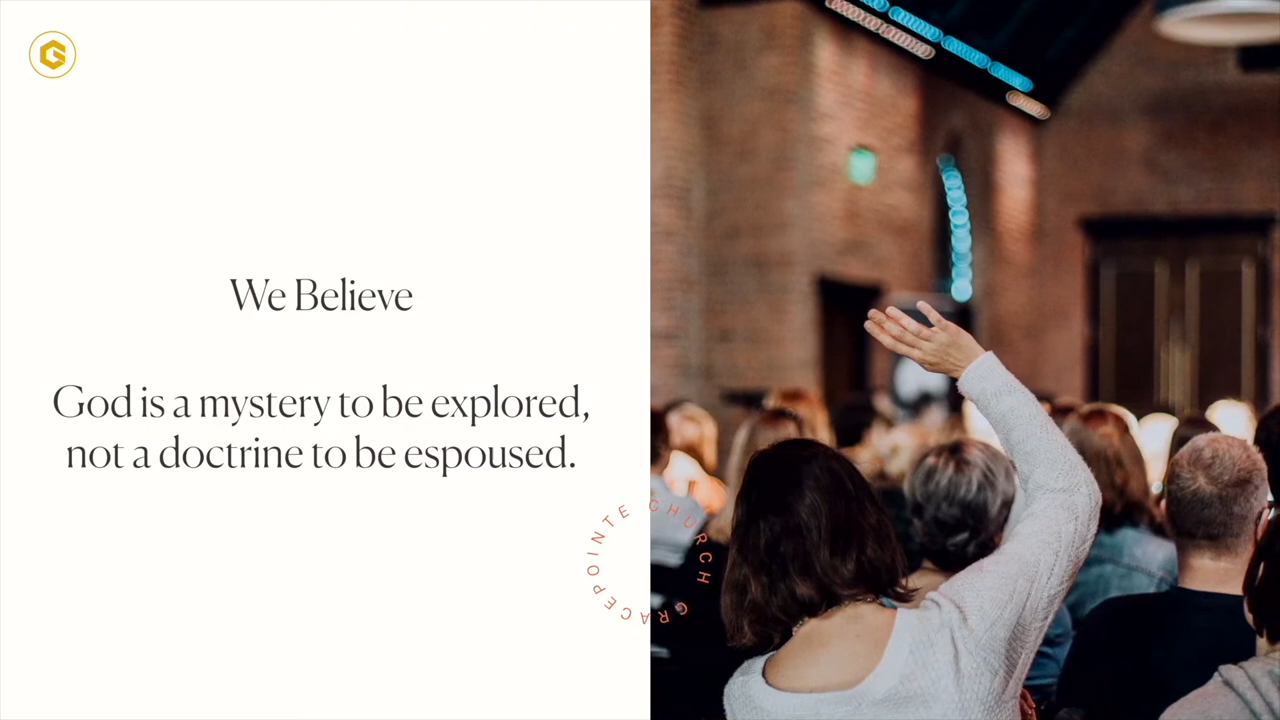 G
We Believe
God is a mystery to be explored,
not a doctrine to be espoused.
GRACEPOINTE CHURCH